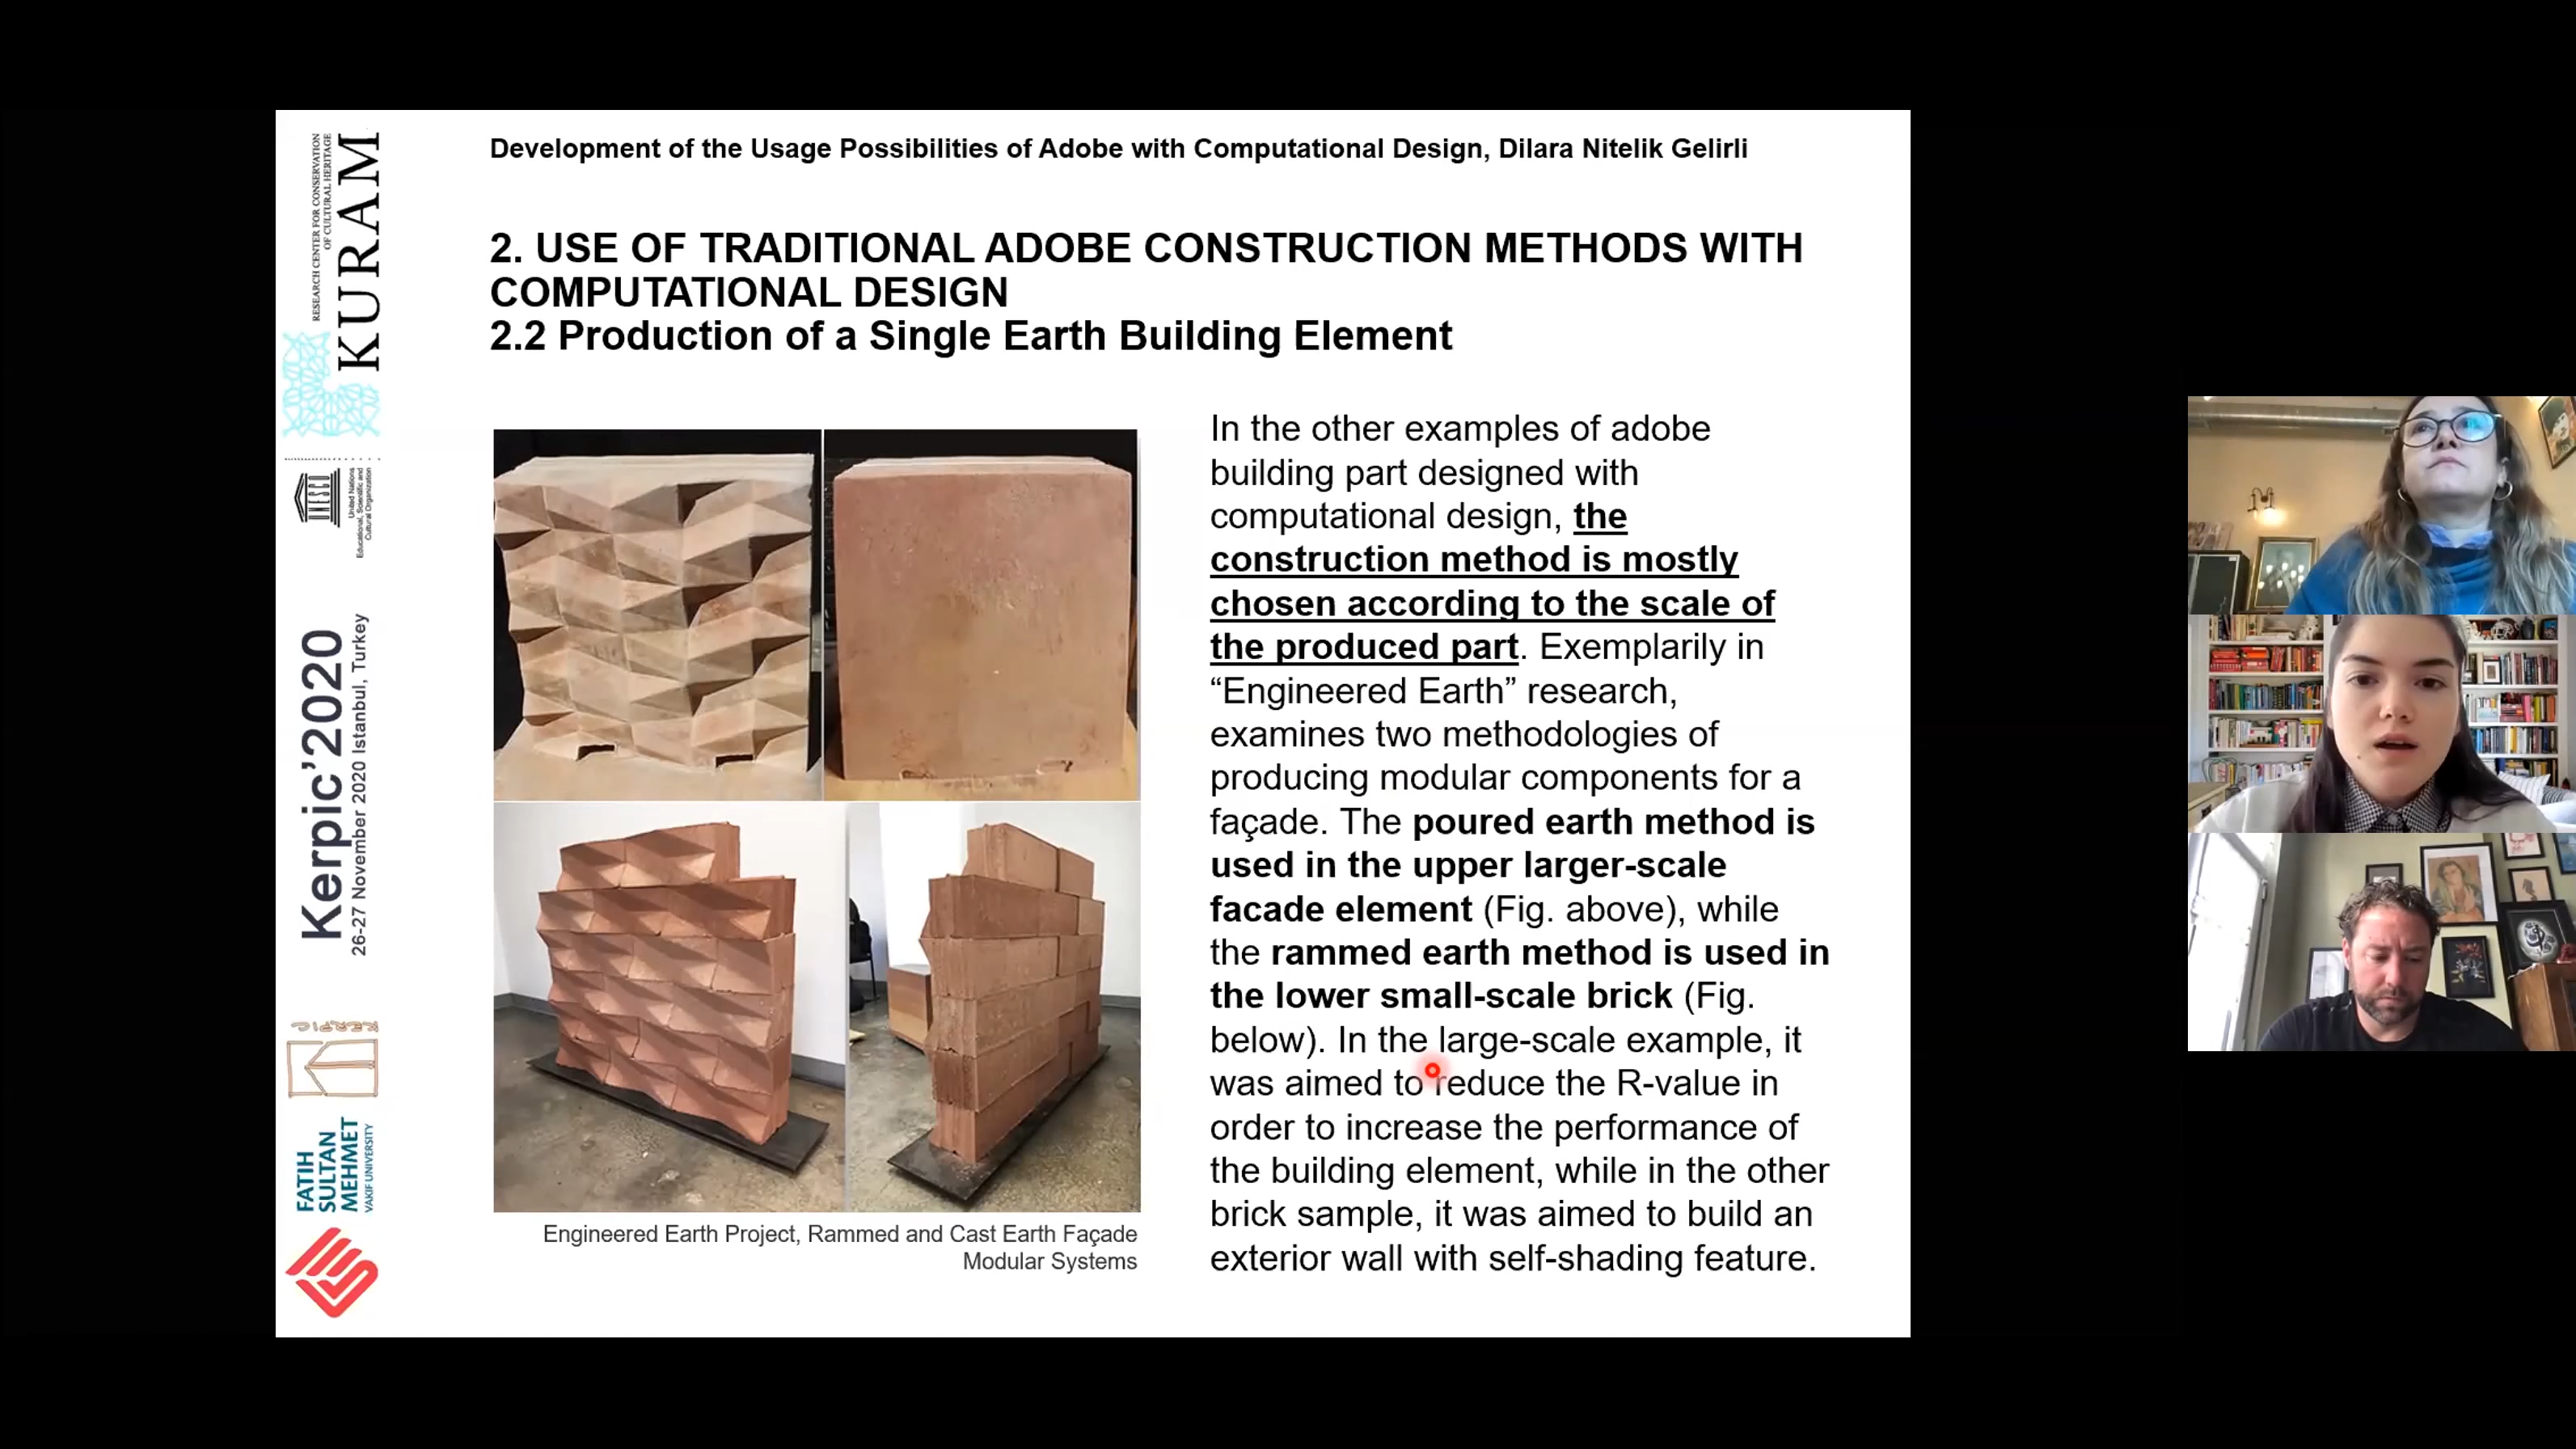 Development of the Usage Possibilities of Adobe with Computational Design, Dilara Nitelik Gelirli
2. USE OF TRADITIONAL ADOBE CONSTRUCTION METHODS WITH
COMPUTATIONAL DESIGN
2.2 Production of a Single Earth Building Element
In the other examples of adobe
building part designed with
computational design, the
construction method is mostly
chosen according to the scale of
the produced part. Exemplarily in
“Engineered Earth” research,
examines two methodologies of
producing modular components for a
façade. The poured earth method is
used in the upper larger-scale
facade element (Fig. above), while
the rammed earth method is used in
the lower small-scale brick (Fig.
below). In the large-scale example, it
was aimed to reduce the R-value in
order to increase the performance of
the building element, while in the other
brick sample, it was aimed to build an
exterior wall with self-shading feature.
Engineered Earth Project, Rammed and Cast Earth Façade
Modular Systems
RESEARCH CENTER FOR CONSERVATION
OF CULTURAL HERITAGE
KURAM
UNESCO
United Nations
Educational, Scientific and
Cultural Organization
Kerpic’2020
26-27 November 2020 Istanbul, Turkey
KERPIC
FATIH
SULTAN
MEHMET
VAKIF UNIVERSITY